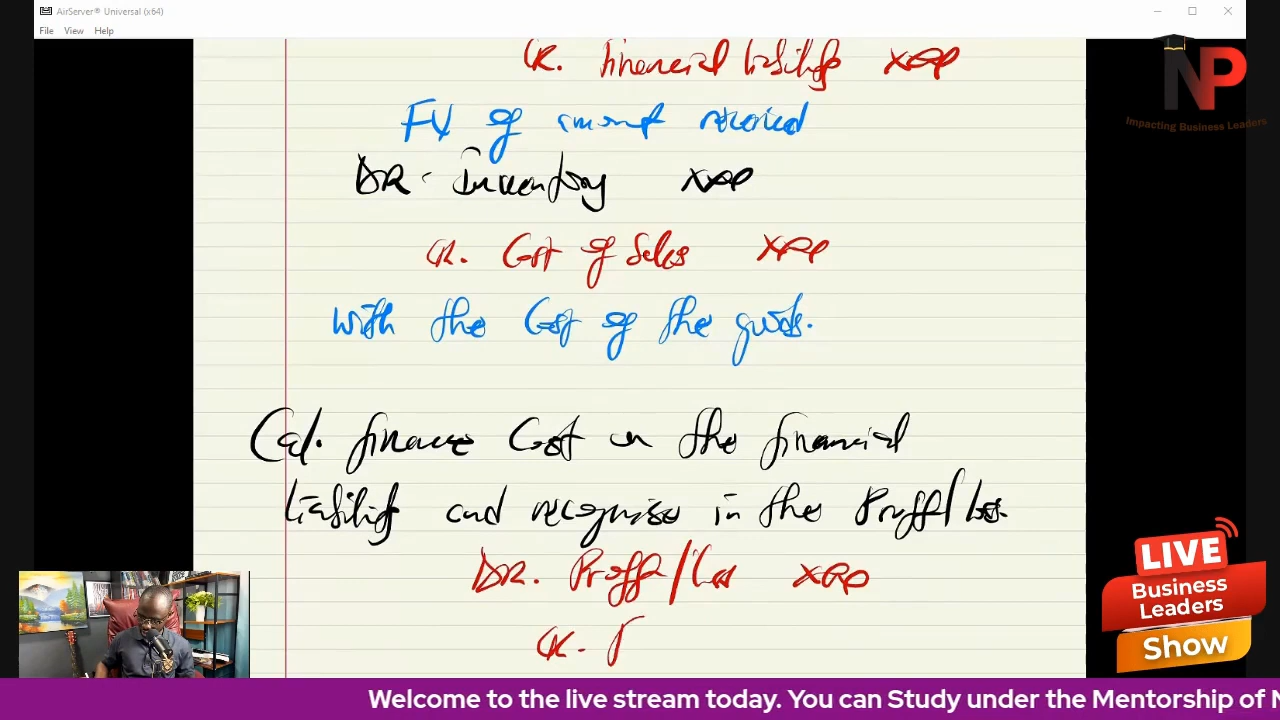 AirServer® Universal (x64)
File View Help
CR. financial liability xxx
FV of amount received
DR. Inventory xxx
CR. Cost of Sales xxx
with the Cost of the goods.
Cal. finance Cost on the financial
liability and recognise in the Profit/loss.
DR. Profit/Loss xxx
CR. F
NP
Impacting Business Leaders
LIVE
Business
Leaders
Show
Welcome to the live stream today. You can Study under the Mentorship of N